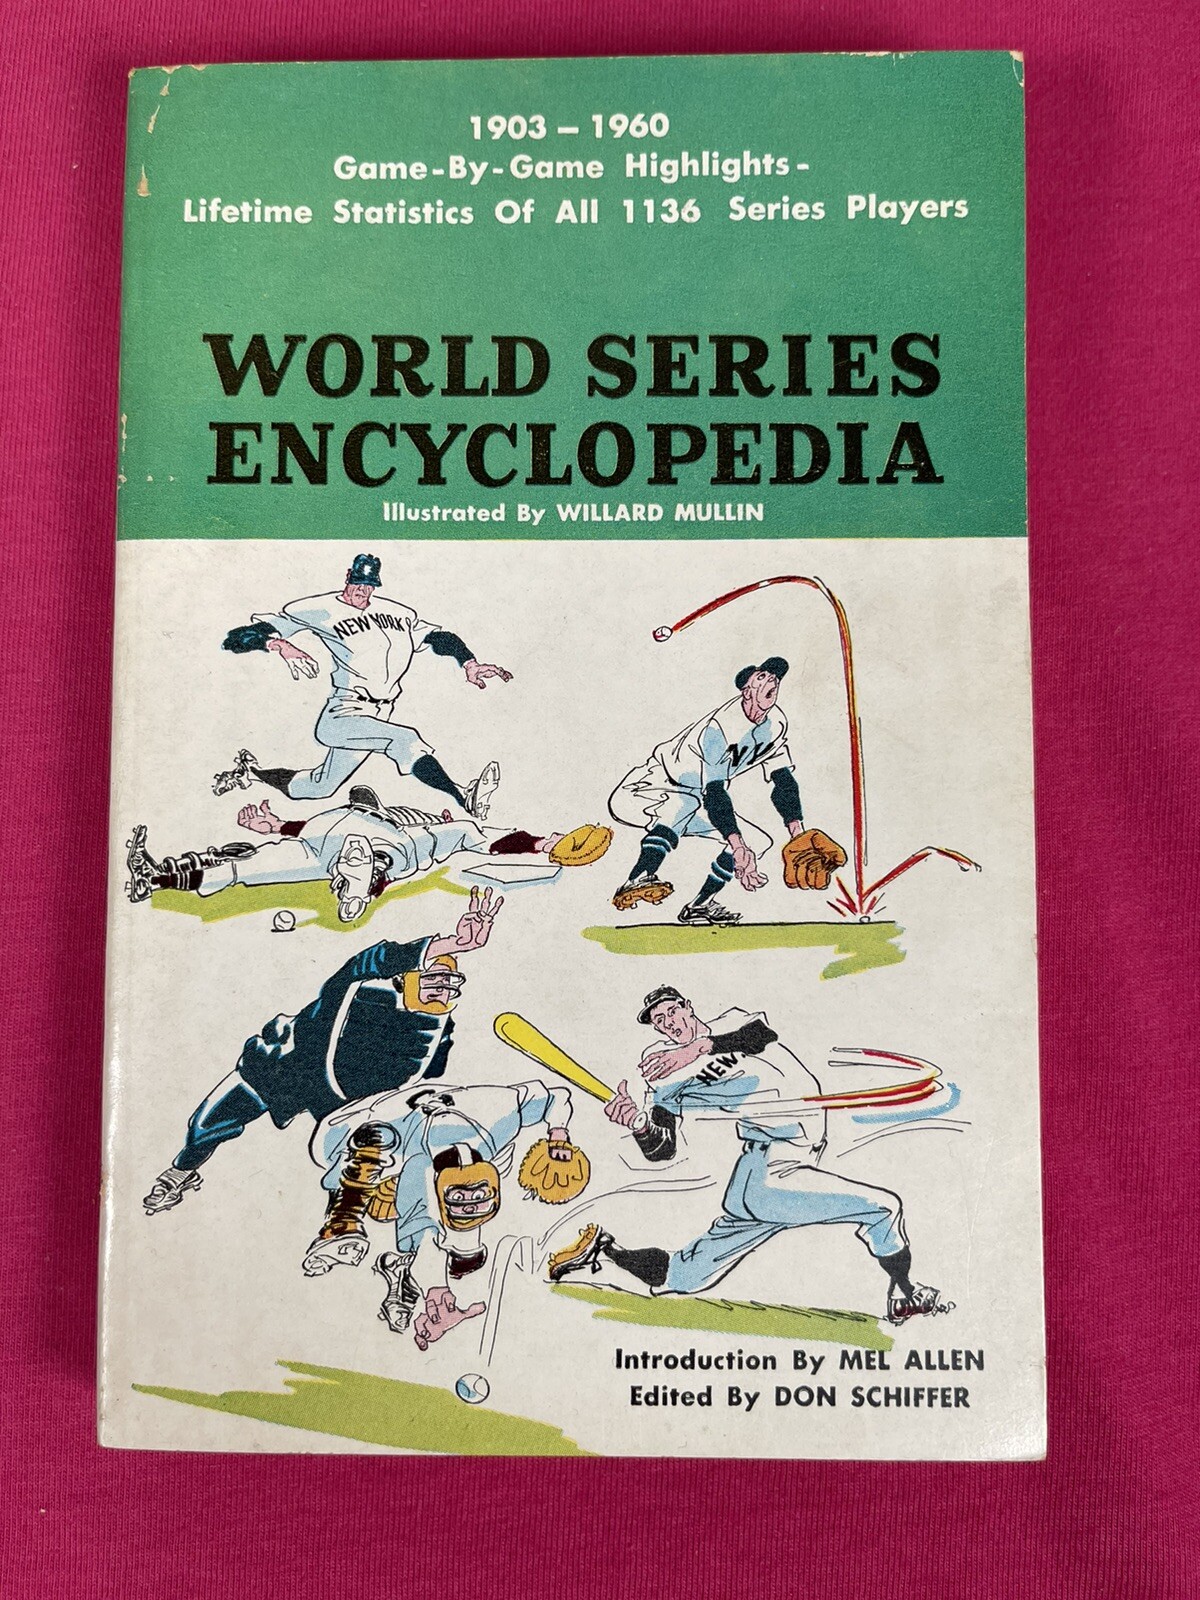 1903 – 1960
Game-By-Game Highlights -
Lifetime Statistics Of All 1136 Series Players
WORLD SERIES
ENCYCLOPEDIA
Illustrated By WILLARD MULLIN
NEW YORK
NY
NEW
Introduction By MEL ALLEN
Edited By DON SCHIFFER